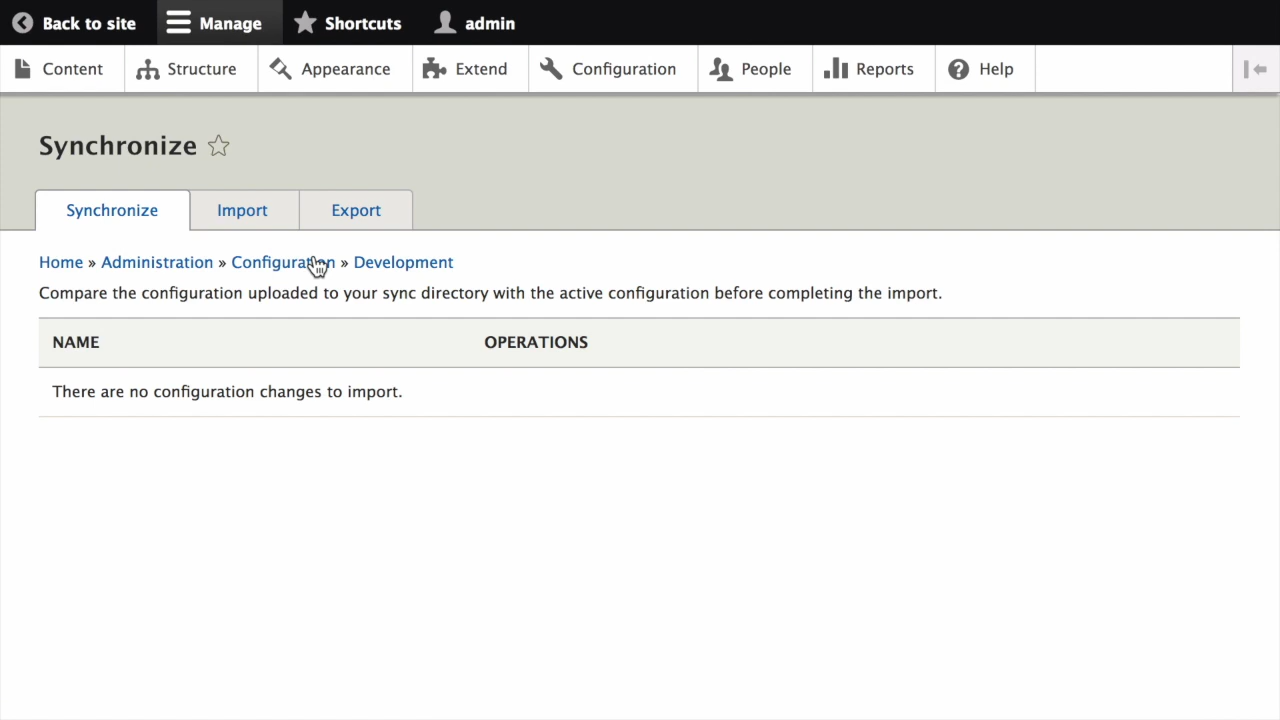 Back to site Manage Shortcuts admin
Content Structure Appearance Extend Configuration People Reports Help
Synchronize
Synchronize Import Export
Home » Administration » Configuration » Development
Compare the configuration uploaded to your sync directory with the active configuration before completing the import.
NAME OPERATIONS
There are no configuration changes to import.